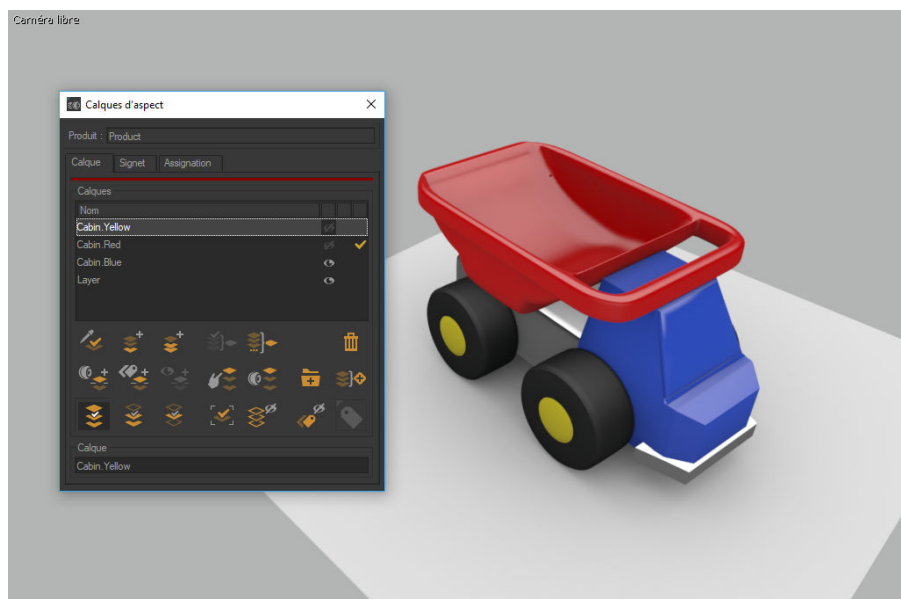 Caméra libre
Calques d'aspect
Produit : Product
Calque Signet Assignation
Calques
Nom
Cabin.Yellow
Cabin.Red
Cabin.Blue
Layer
Calque
Cabin.Yellow